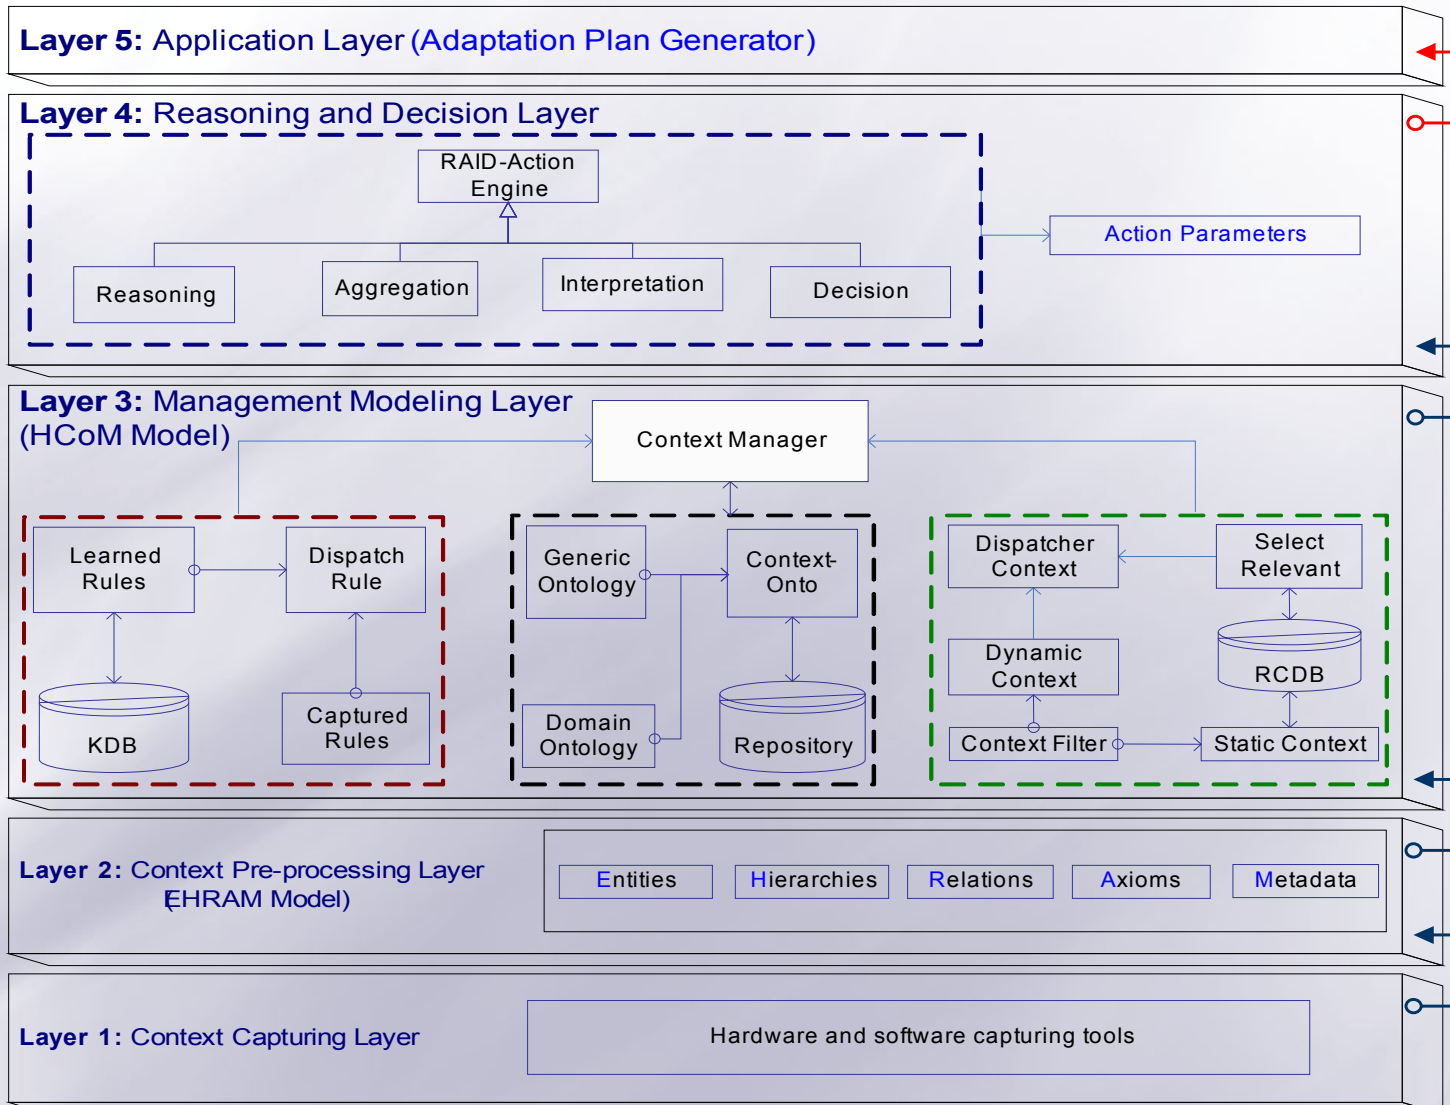 Layer 5: Application Layer (Adaptation Plan Generator)
Layer 4: Reasoning and Decision Layer
RAID-Action
Engine
Action Parameters
Reasoning
Aggregation
Interpretation
Decision
Layer 3: Management Modeling Layer
(HCoM Model)
Context Manager
Learned
Rules
Dispatch
Rule
KDB
Captured
Rules
Generic
Ontology
Context-
Onto
Domain
Ontology
Repository
Dispatcher
Context
Select
Relevant
Dynamic
Context
RCDB
Context Filter
Static Context
Layer 2: Context Pre-processing Layer
(EHRAM Model)
Entities
Hierarchies
Relations
Axioms
Metadata
Layer 1: Context Capturing Layer
Hardware and software capturing tools